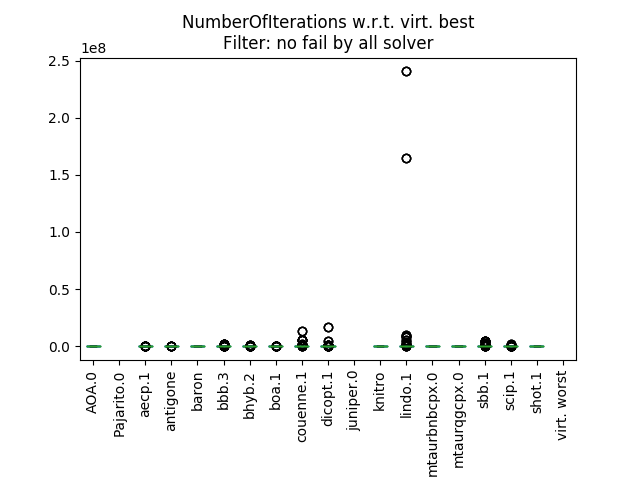 NumberOfIterations w.r.t. virt. best
Filter: no fail by all solver
1e8
2.5
2.0
1.5
1.0
0.5
0.0
AOA.0
Pajarito.0
aecp.1
antigone
baron
bbb.3
bhyb.2
boa.1
couenne.1
dicopt.1
juniper.0
knitro
lindo.1
mtaurbnbcpx.0
mtaurqgcpx.0
sbb.1
scip.1
shot.1
virt. worst